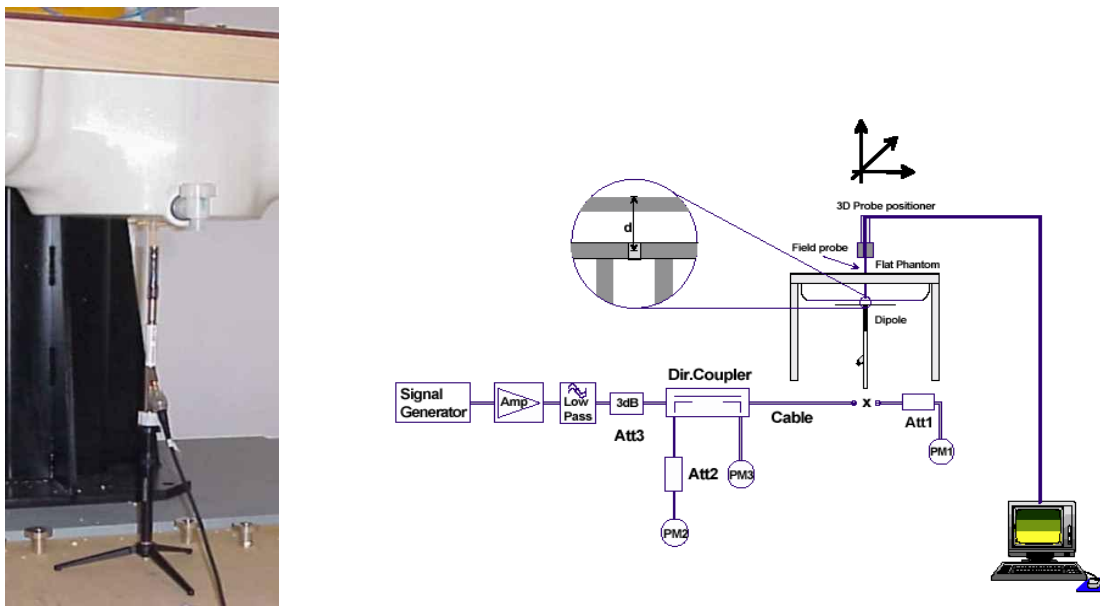 3D Probe positioner
d
Field probe
Flat Phantom
Dipole
Dir.Coupler
Signal
Generator
Amp
Low
Pass
3dB
Att3
Cable
x
Att1
PM1
Att2
PM3
PM2